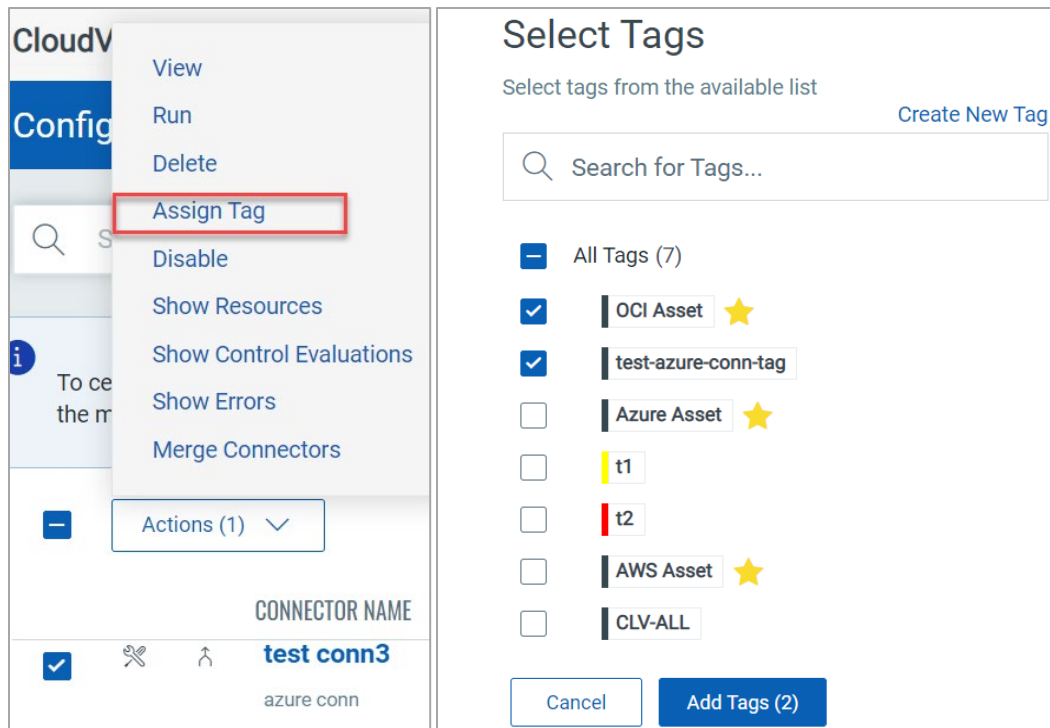 CloudV
Config
S
To ce
the m
View
Run
Delete
Assign Tag
Disable
Show Resources
Show Control Evaluations
Show Errors
Merge Connectors
Actions (1)
CONNECTOR NAME
test conn3
azure conn
Select Tags
Select tags from the available list
Create New Tag
Search for Tags...
All Tags (7)
OCI Asset
test-azure-conn-tag
Azure Asset
t1
t2
AWS Asset
CLV-ALL
Cancel
Add Tags (2)